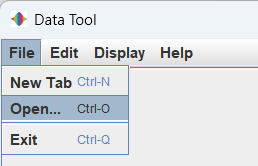 Data Tool
File Edit Display Help
New Tab Ctrl-N
Open... Ctrl-O
Exit Ctrl-Q